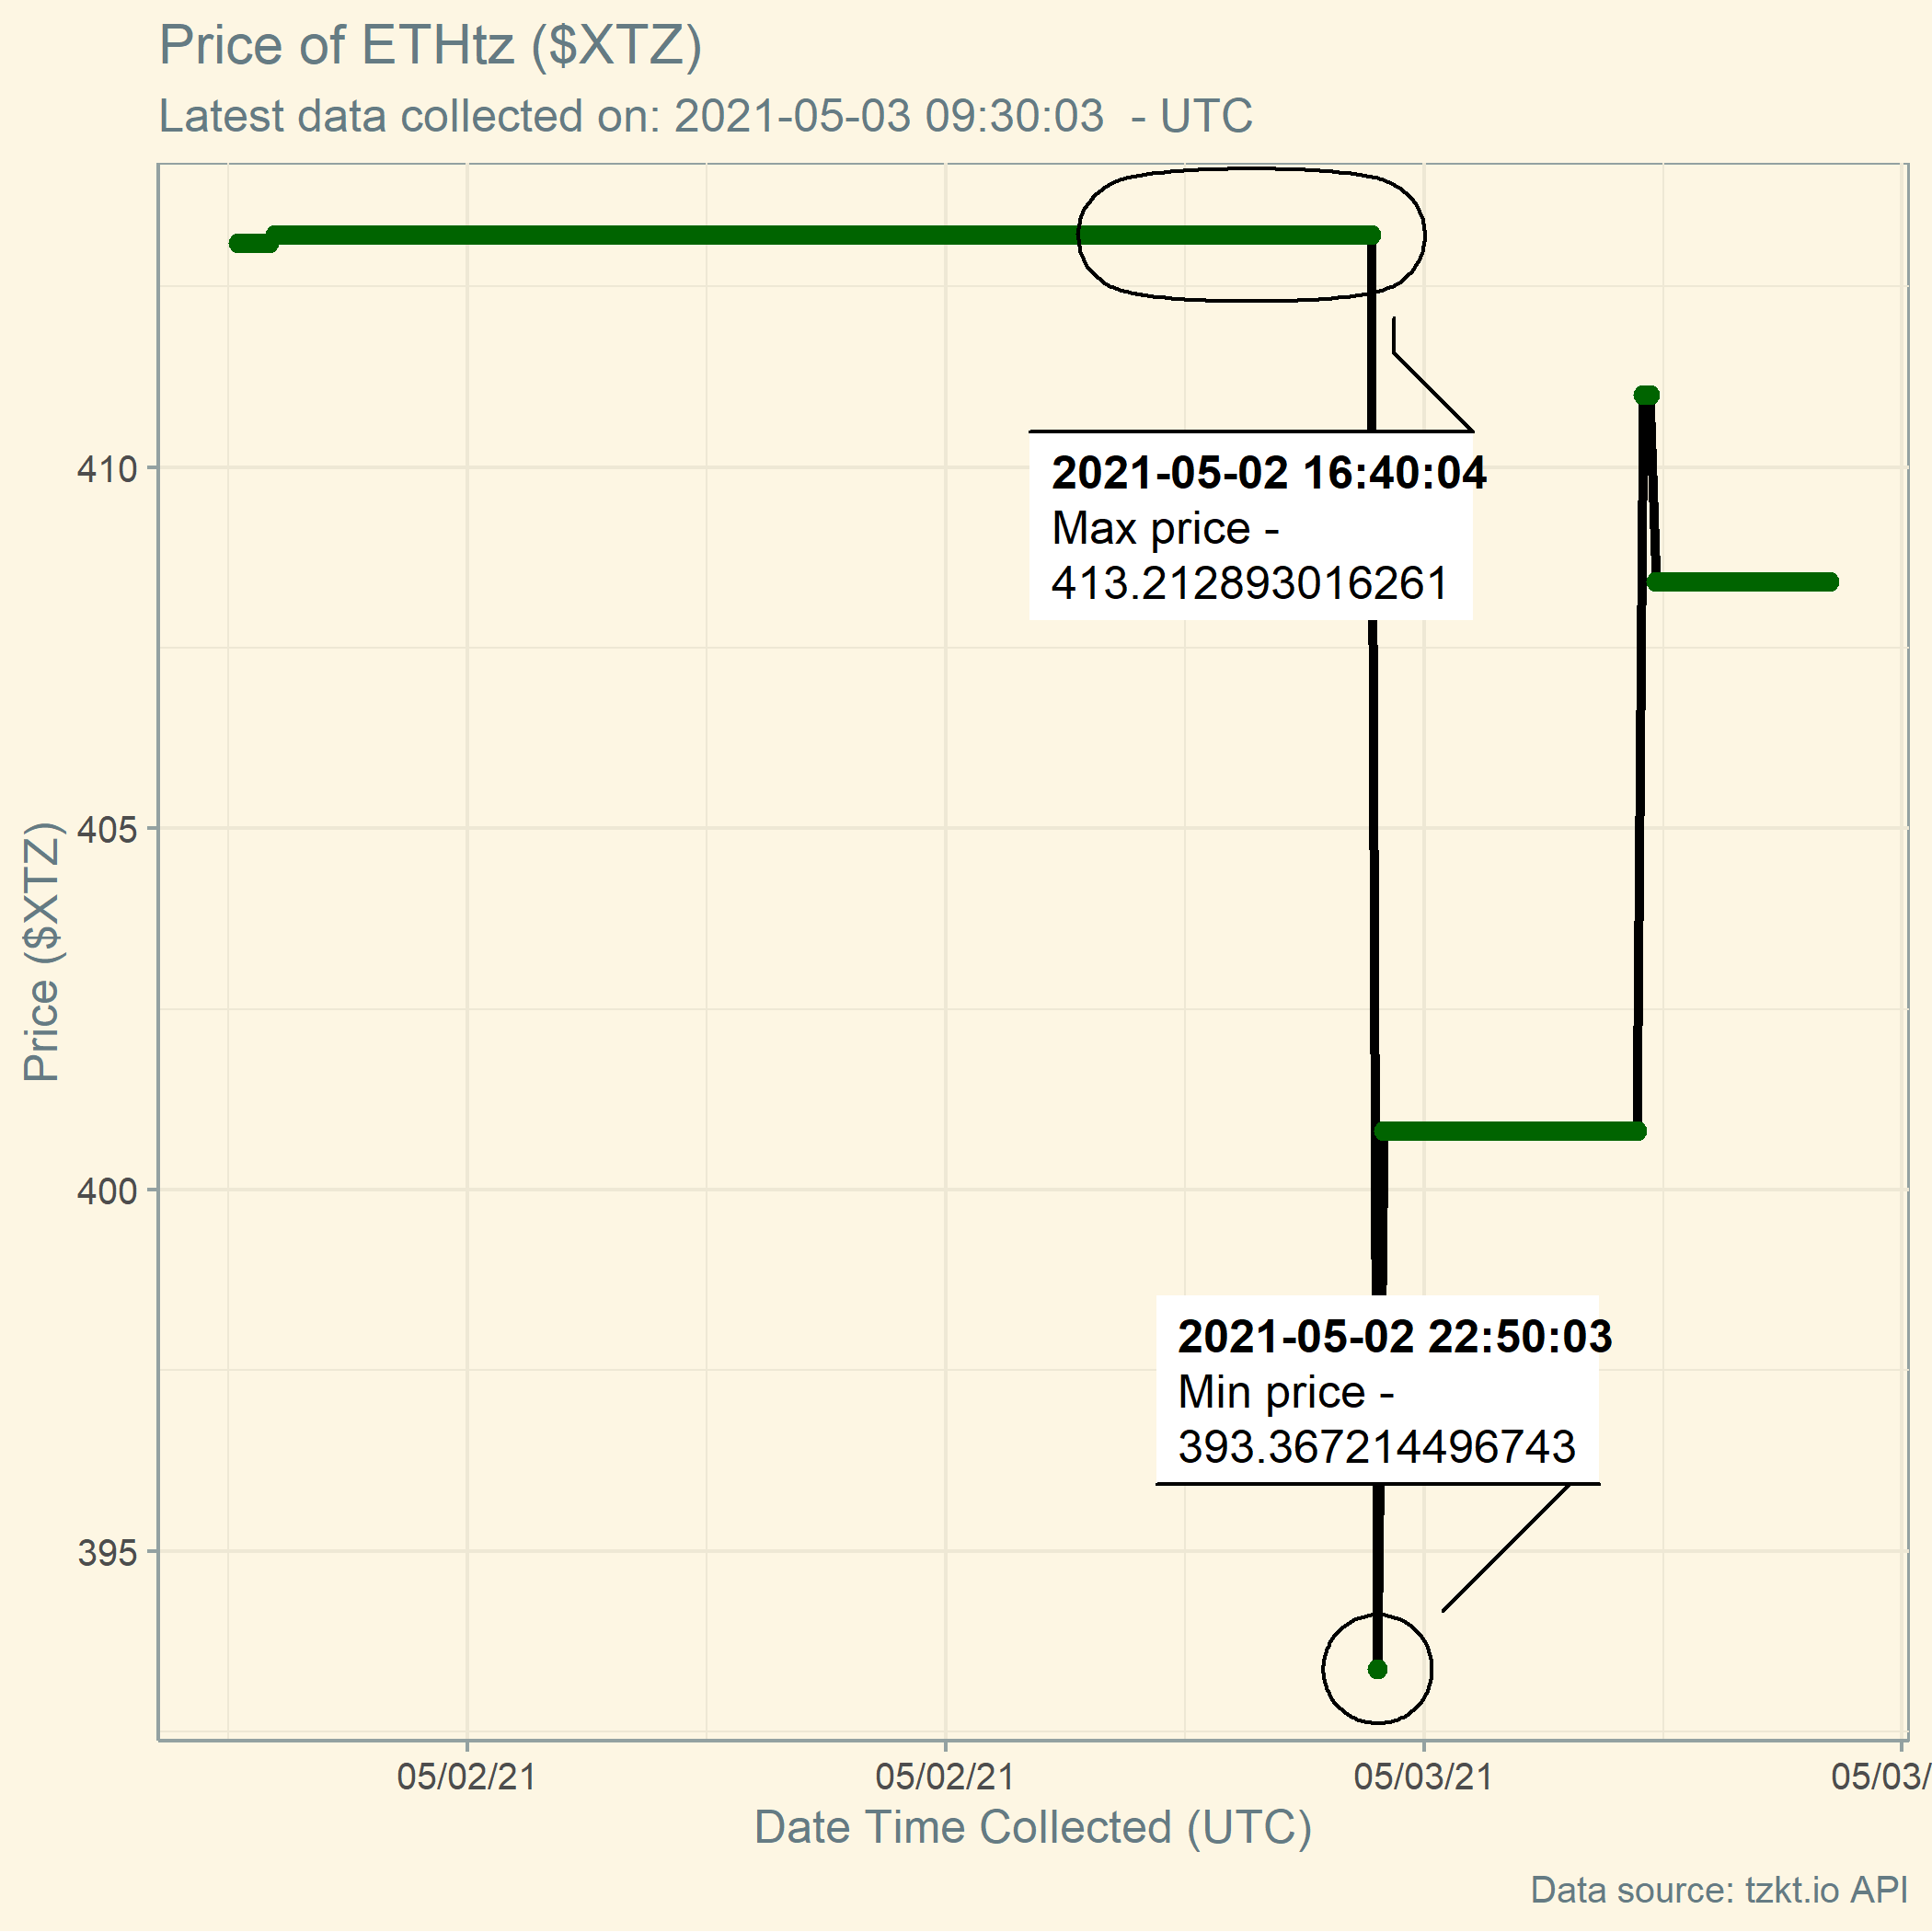 Price of ETHtz ($XTZ)
Latest data collected on: 2021-05-03 09:30:03  - UTC
2021-05-02 16:40:04
Max price -
413.212893016261
410
405
400
395
Price ($XTZ)
2021-05-02 22:50:03
Min price -
393.367214496743
05/02/21
05/02/21
05/03/21
05/03/
Date Time Collected (UTC)
Data source: tzkt.io API